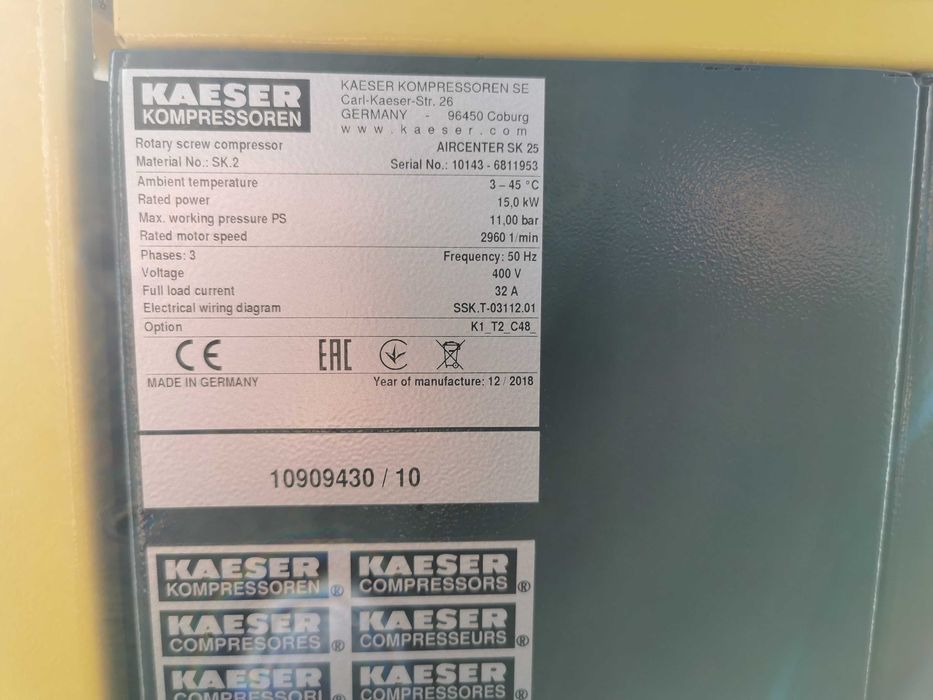 KAESER
KOMPRESSOREN
KAESER KOMPRESSOREN SE
Carl-Kaeser-Str. 26
GERMANY - 96450 Coburg
www.kaeser.com
Rotary screw compressor AIRCENTER SK 25
Material No.: SK.2 Serial No.: 10143 - 6811953
Ambient temperature 3 – 45 °C
Rated power 15,0 kW
Max. working pressure PS 11,00 bar
Rated motor speed 2960 1/min
Phases: 3 Frequency: 50 Hz
Voltage 400 V
Full load current 32 A
Electrical wiring diagram SSK.T-03112.01
Option K1_T2_C48_
CE EAC
MADE IN GERMANY Year of manufacture: 12 / 2018
10909430 / 10
KAESER KOMPRESSOREN ®
KAESER COMPRESSORS ®
KAESER COMPRESORES ®
KAESER COMPRESSEURS ®
KAESER COMPRESSORI ®
KAESER COMPRESSORES ®